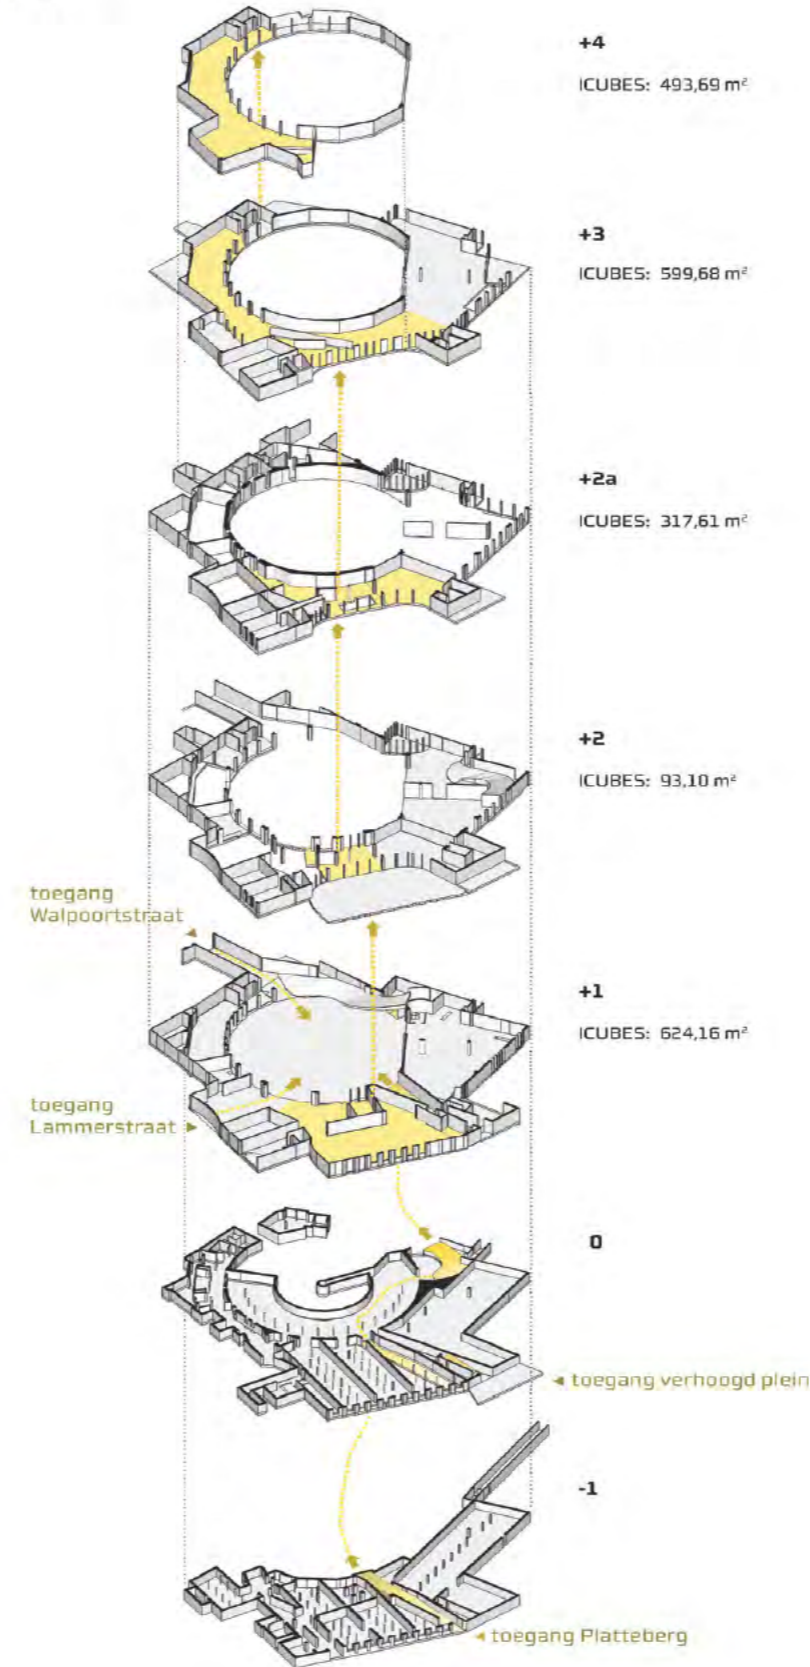 +4
ICUBES: 493,69 m²
+3
ICUBES: 599,68 m²
+2a
ICUBES: 317,61 m²
+2
ICUBES: 93,10 m²
toegang
Walpoortstraat
+1
ICUBES: 624,16 m²
toegang
Lammerstraat
0
toegang verhoogd plein
-1
toegang Platteberg